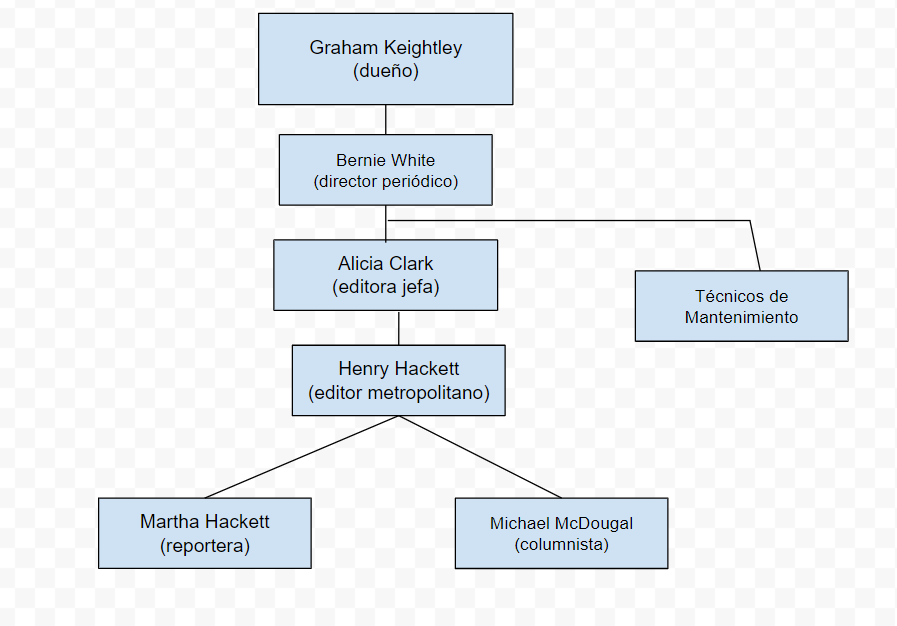 Graham Keightley
(dueño)
Bernie White
(director periódico)
Alicia Clark
(editora jefa)
Técnicos de
Mantenimiento
Henry Hackett
(editor metropolitano)
Martha Hackett
(reportera)
Michael McDougal
(columnista)